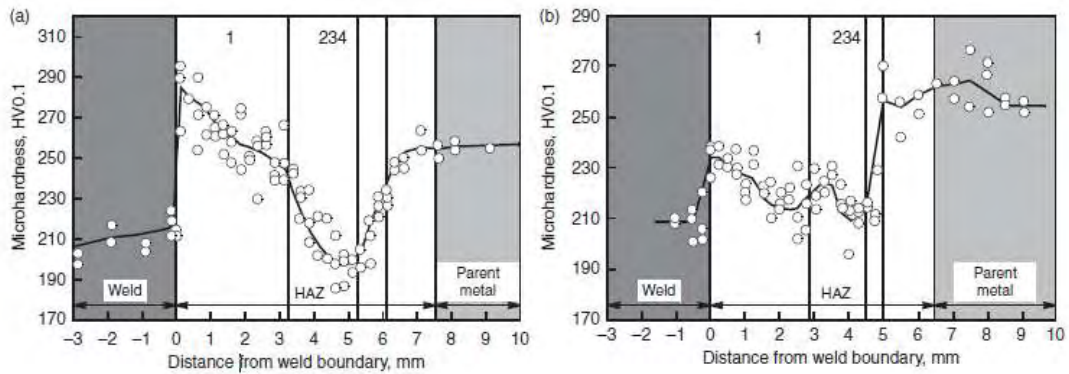 (a)
310
290
270
250
230
210
190
170
Microhardness, HV0.1
1
234
Weld
HAZ
Parent
metal
−3 −2 −1 0 1 2 3 4 5 6 7 8 9 10
Distance from weld boundary, mm
(b)
290
270
250
230
210
190
170
Microhardness, HV0.1
1
234
Weld
HAZ
Parent
metal
−3 −2 −1 0 1 2 3 4 5 6 7 8 9 10
Distance from weld boundary, mm